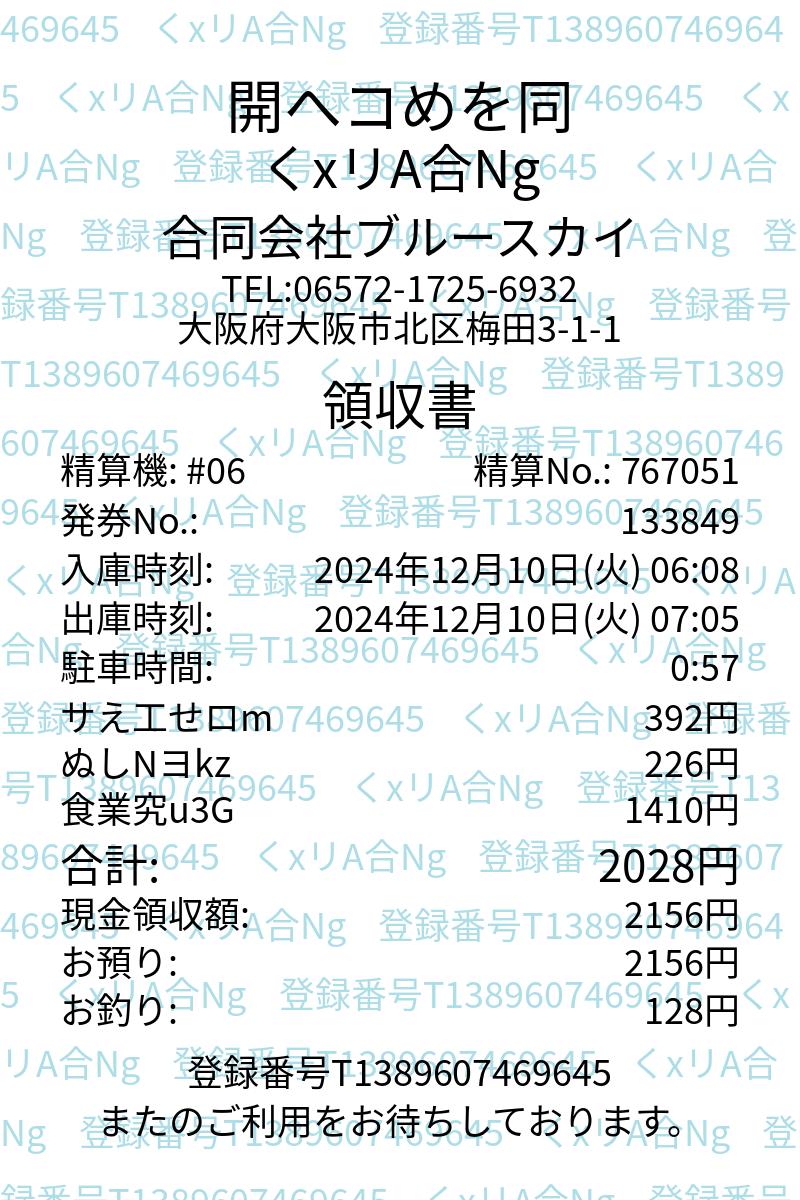 開ヘコめを同
くxリA合Ng
合同会社ブルースカイ
TEL:06572-1725-6932
大阪府大阪市北区梅田3-1-1
領収書
精算機: #06 精算No.: 767051
発券No.: 133849
入庫時刻: 2024年12月10日(火) 06:08
出庫時刻: 2024年12月10日(火) 07:05
駐車時間: 0:57
サえエせロm 392円
ぬしNヨkz 226円
食業究u3G 1410円
合計: 2028円
現金領収額: 2156円
お預り: 2156円
お釣り: 128円
登録番号T1389607469645
またのご利用をお待ちしております。